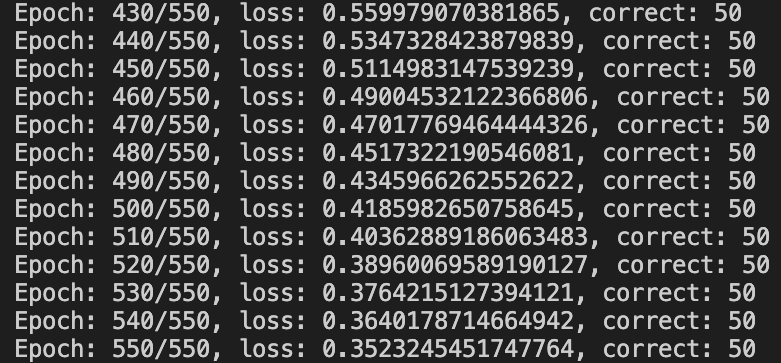 Epoch: 430/550, loss: 0.559979070381865, correct: 50
Epoch: 440/550, loss: 0.5347328423879839, correct: 50
Epoch: 450/550, loss: 0.5114983147539239, correct: 50
Epoch: 460/550, loss: 0.49004532122366806, correct: 50
Epoch: 470/550, loss: 0.47017769464444326, correct: 50
Epoch: 480/550, loss: 0.4517322190546081, correct: 50
Epoch: 490/550, loss: 0.4345966262552622, correct: 50
Epoch: 500/550, loss: 0.4185982650758645, correct: 50
Epoch: 510/550, loss: 0.40362889186063483, correct: 50
Epoch: 520/550, loss: 0.38960069589190127, correct: 50
Epoch: 530/550, loss: 0.3764215127394121, correct: 50
Epoch: 540/550, loss: 0.3640178714664942, correct: 50
Epoch: 550/550, loss: 0.3523245451747764, correct: 50